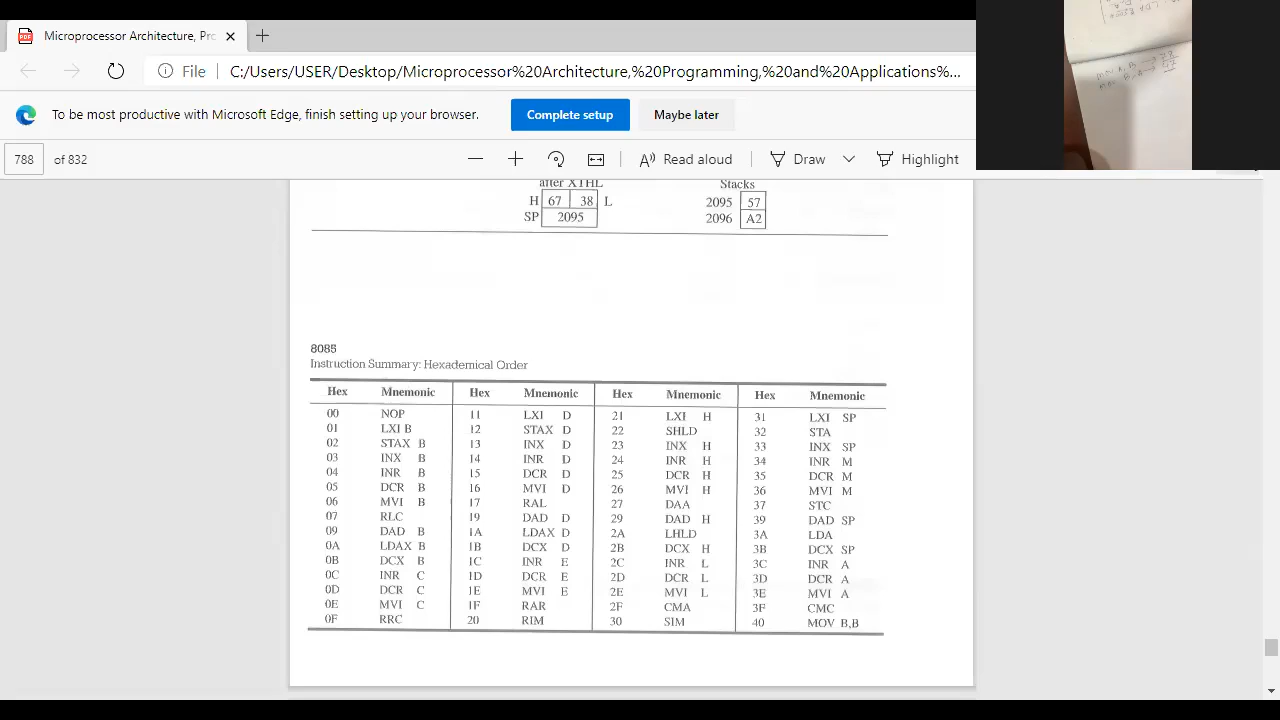 Microprocessor Architecture, Prc
File C:/Users/USER/Desktop/Microprocessor%20Architecture,%20Programming,%20and%20Applications%...
To be most productive with Microsoft Edge, finish setting up your browser. Complete setup Maybe later
788 of 832 Read aloud Draw Highlight
after XTHL Stacks
H 67 38 L 2095 57
SP 2095 2096 A2
8085
Instruction Summary: Hexademical Order
Hex Mnemonic Hex Mnemonic Hex Mnemonic Hex Mnemonic
00 NOP 11 LXI D 21 LXI H 31 LXI SP
01 LXI B 12 STAX D 22 SHLD 32 STA
02 STAX B 13 INX D 23 INX H 33 INX SP
03 INX B 14 INR D 24 INR H 34 INR M
04 INR B 15 DCR D 25 DCR H 35 DCR M
05 DCR B 16 MVI D 26 MVI H 36 MVI M
06 MVI B 17 RAL 27 DAA 37 STC
07 RLC 19 DAD D 29 DAD H 39 DAD SP
09 DAD B 1A LDAX D 2A LHLD 3A LDA
0A LDAX B 1B DCX D 2B DCX H 3B DCX SP
0B DCX B 1C INR E 2C INR L 3C INR A
0C INR C 1D DCR E 2D DCR L 3D DCR A
0D DCR C 1E MVI E 2E MVI L 3E MVI A
0E MVI C 1F RAR 2F CMA 3F CMC
0F RRC 20 RIM 30 SIM 40 MOV B,B